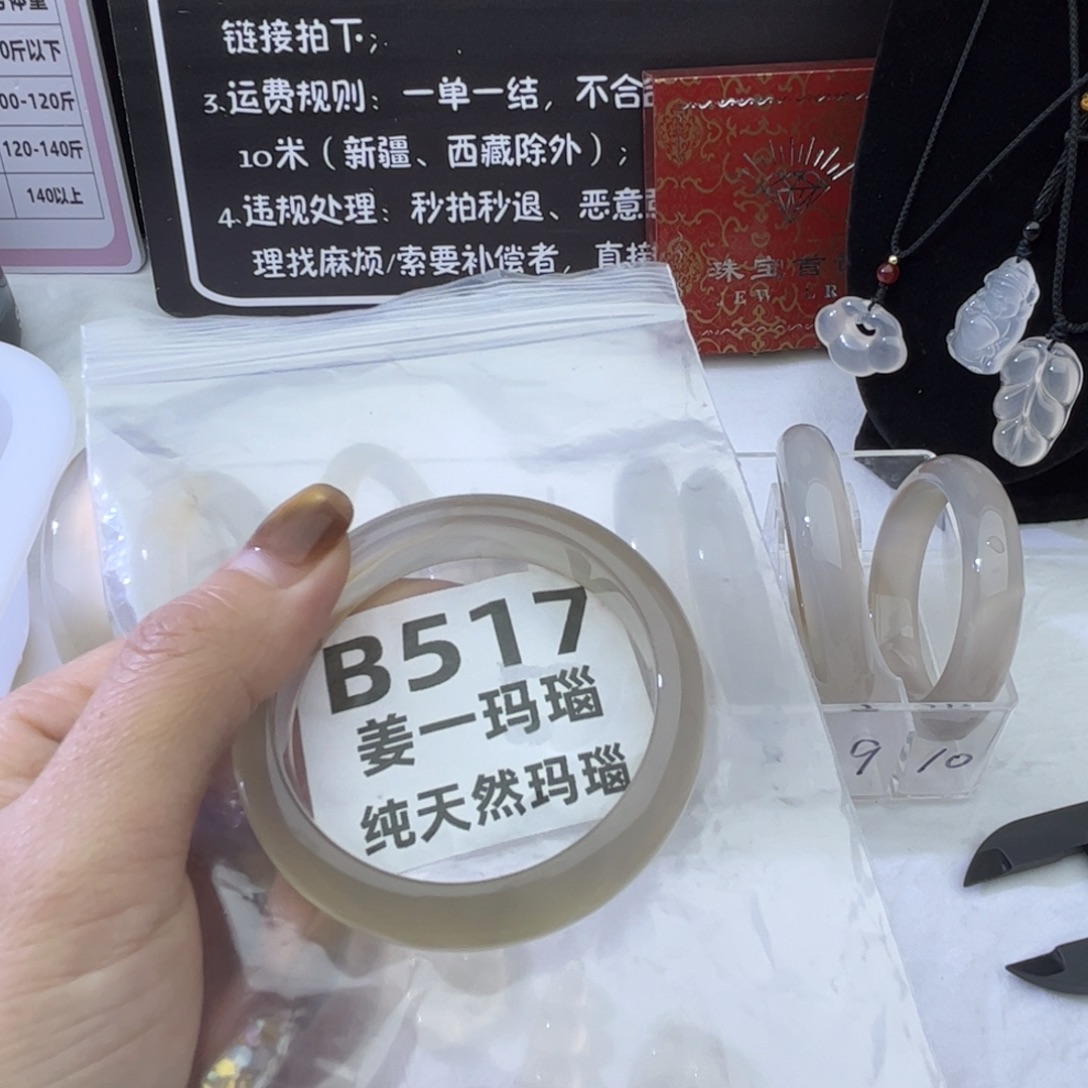 0斤以下
00-120斤
120-140斤
140以上
链接拍下;
3.运费规则：一单一结，不合
10米（新疆、西藏除外）;
4.违规处理：秒拍秒退、恶意
理找麻烦/索要补偿者，直接
珠宝首
B517
姜一玛瑙
纯天然玛瑙
9
10